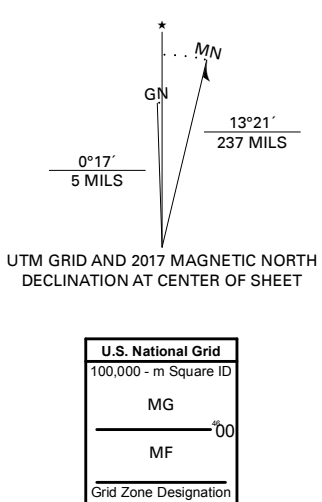 ★
MN
GN
13°21´
237 MILS
0°17´
5 MILS
UTM GRID AND 2017 MAGNETIC NORTH
DECLINATION AT CENTER OF SHEET
U.S. National Grid
100,000 - m Square ID
MG
⁴⁶00
MF
Grid Zone Designation